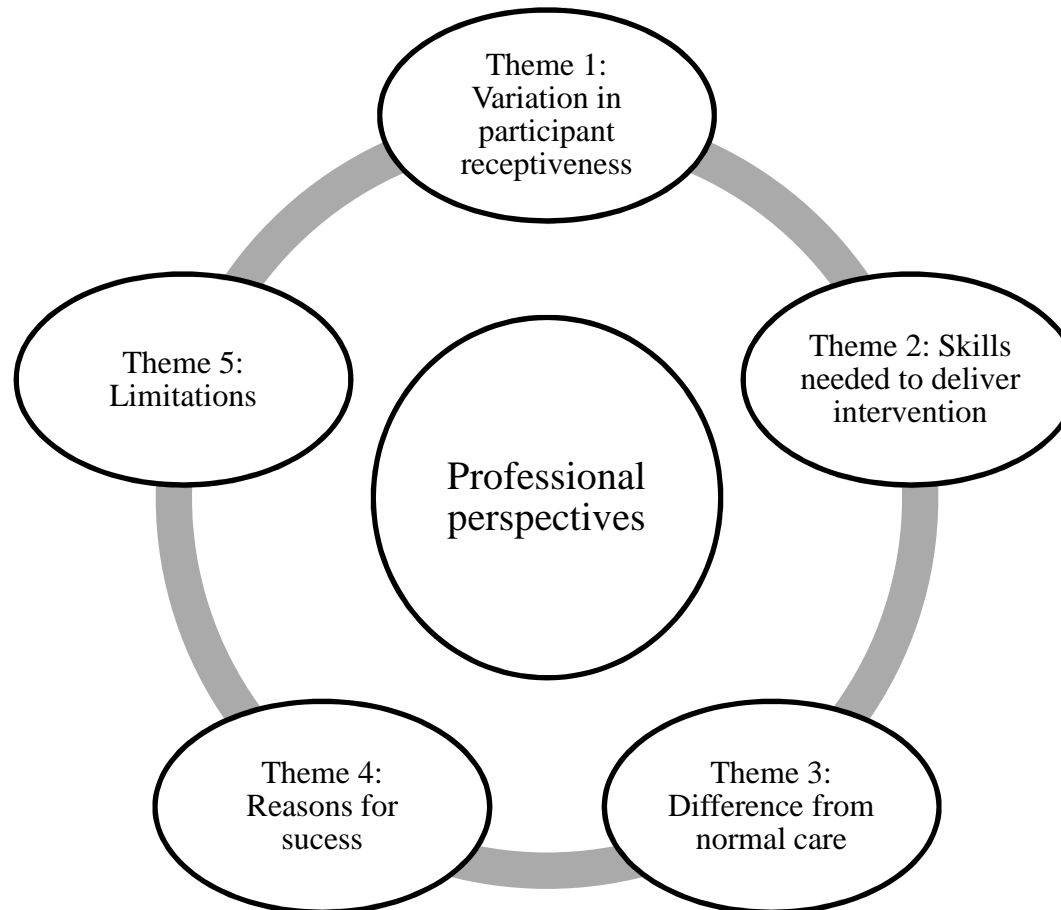 Theme 1:
Variation in
participant
receptiveness
Theme 2: Skills
needed to deliver
intervention
Theme 3:
Difference from
normal care
Theme 4:
Reasons for
sucess
Theme 5:
Limitations
Professional
perspectives